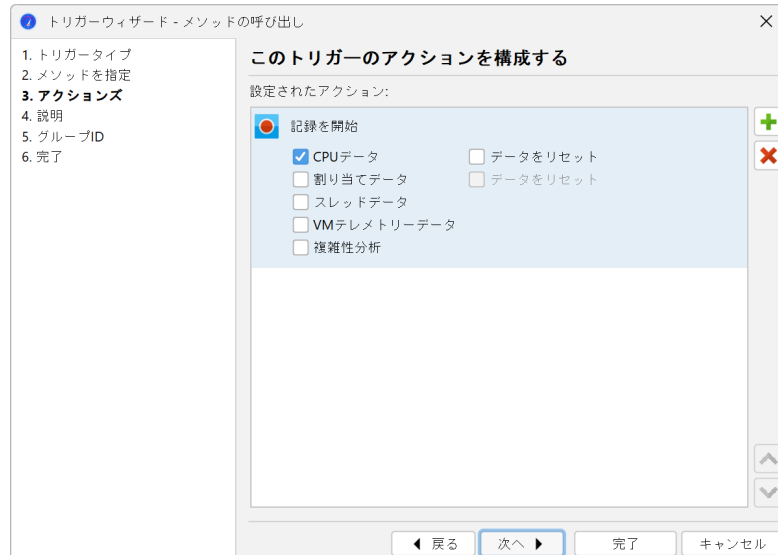 トリガーウィザード - メソッドの呼び出し
1. トリガータイプ
2. メソッドを指定
3. アクションズ
4. 説明
5. グループID
6. 完了
このトリガーのアクションを構成する
設定されたアクション:
記録を開始
CPUデータ データをリセット
割り当てデータ データをリセット
スレッドデータ
VMテレメトリーデータ
複雑性分析
戻る 次へ 完了 キャンセル